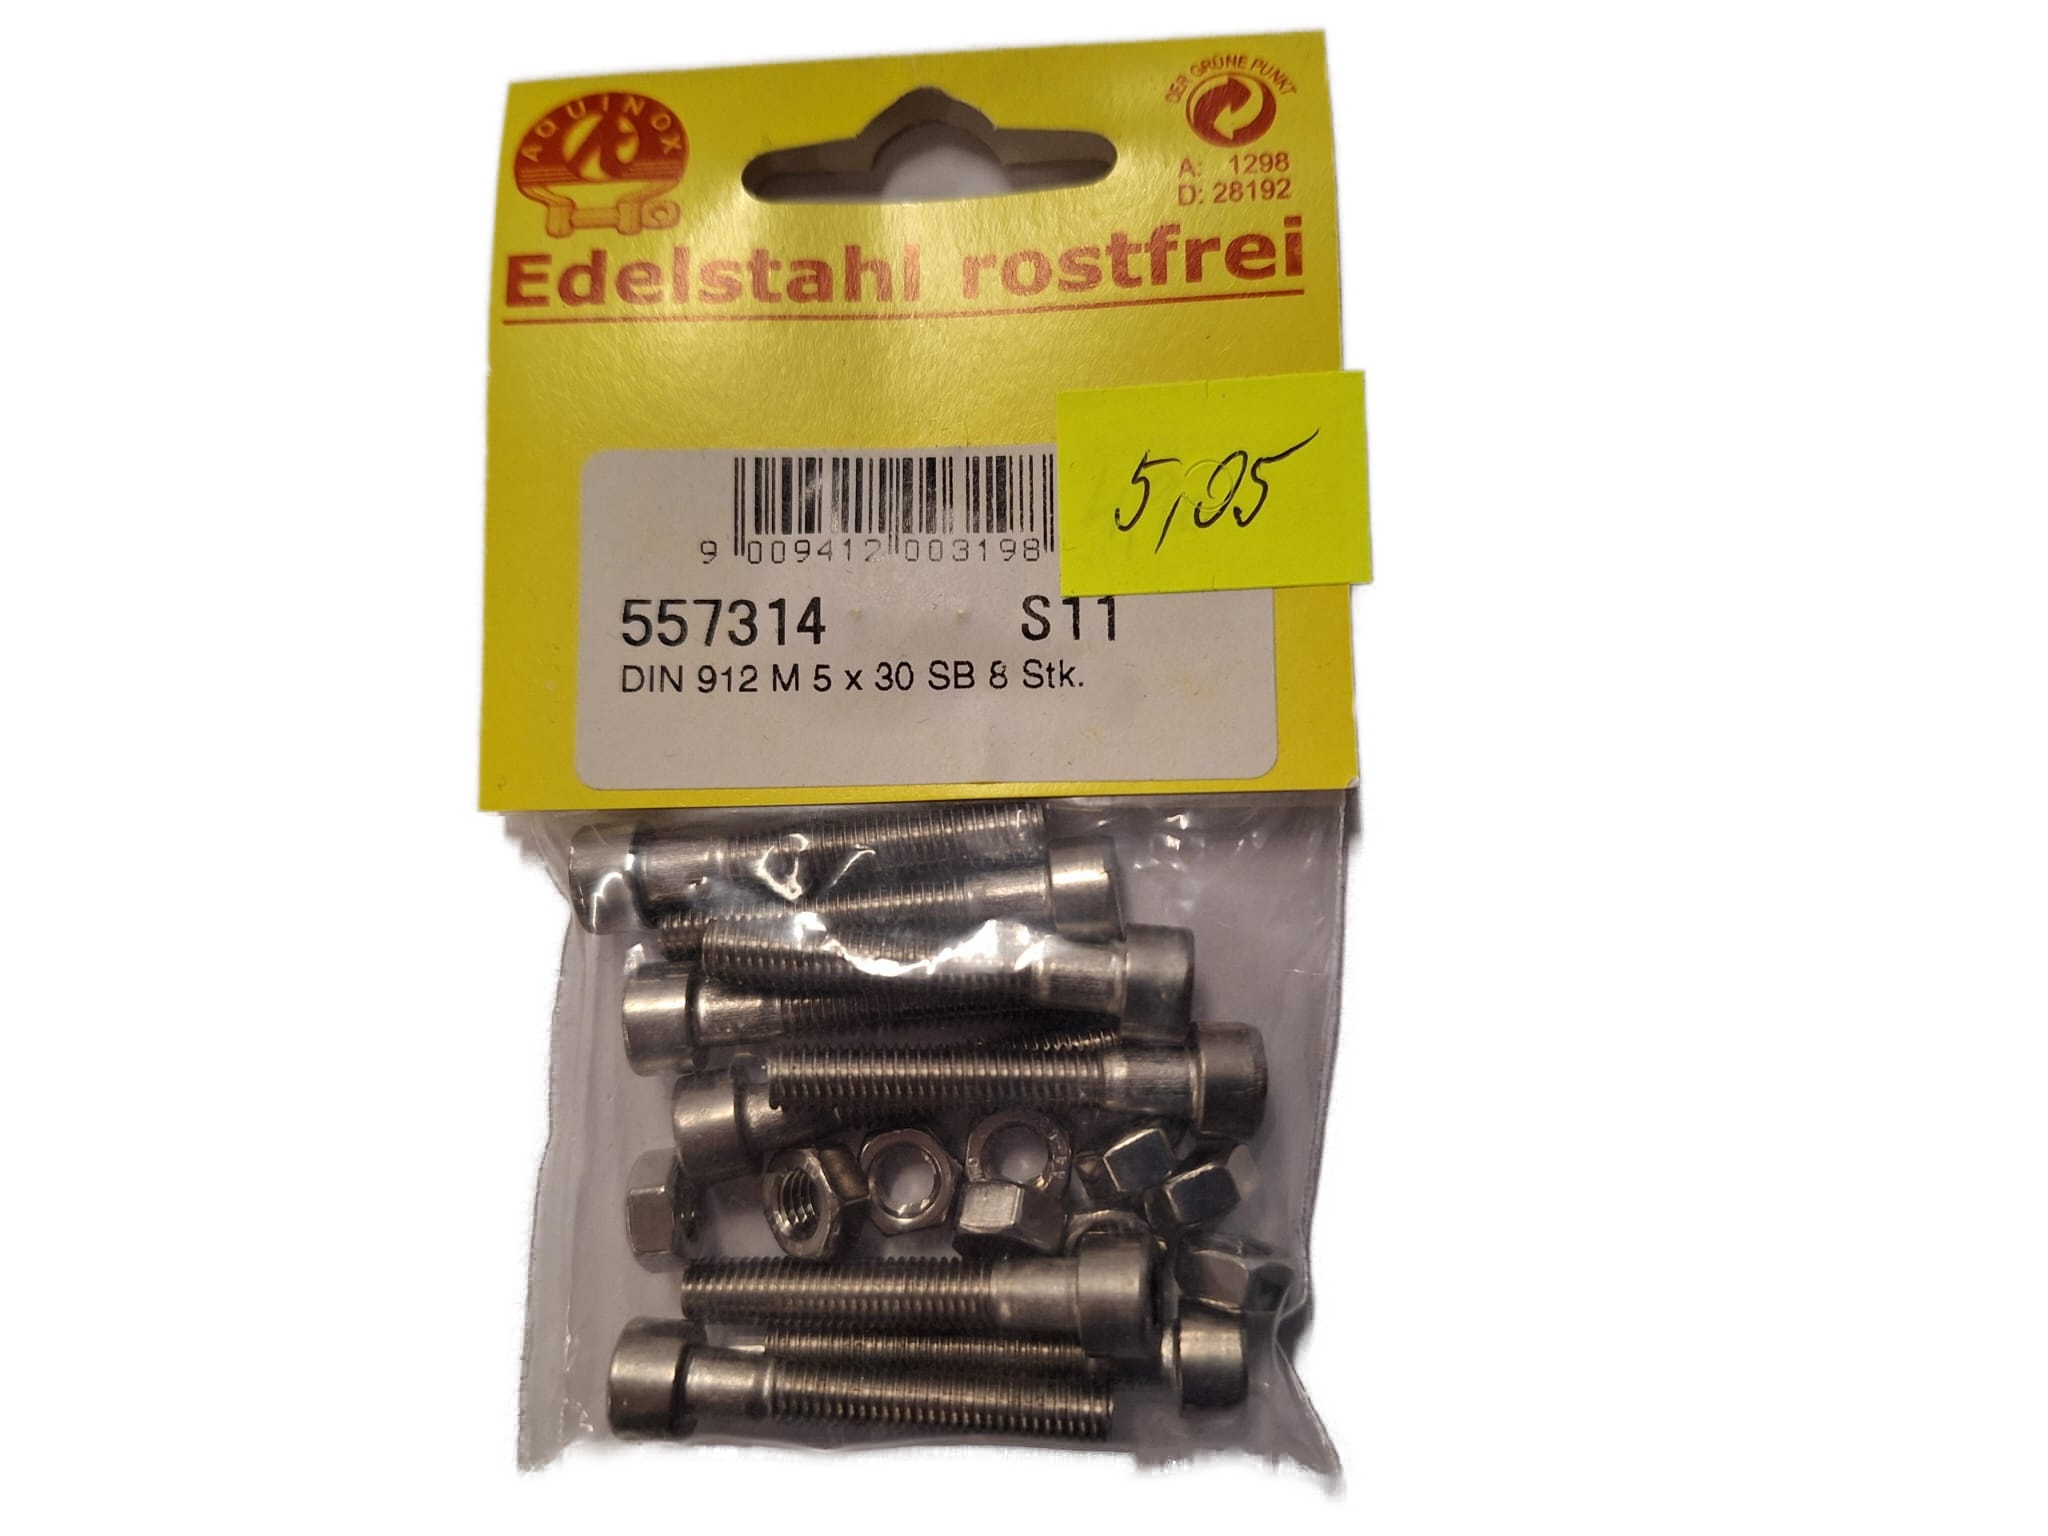 AQUINOX
DER GRÜNE PUNKT
A: 1298
D: 28192
Edelstahl rostfrei
5,95
9 009412 003198
557314 S11
DIN 912 M 5 x 30 SB 8 Stk.